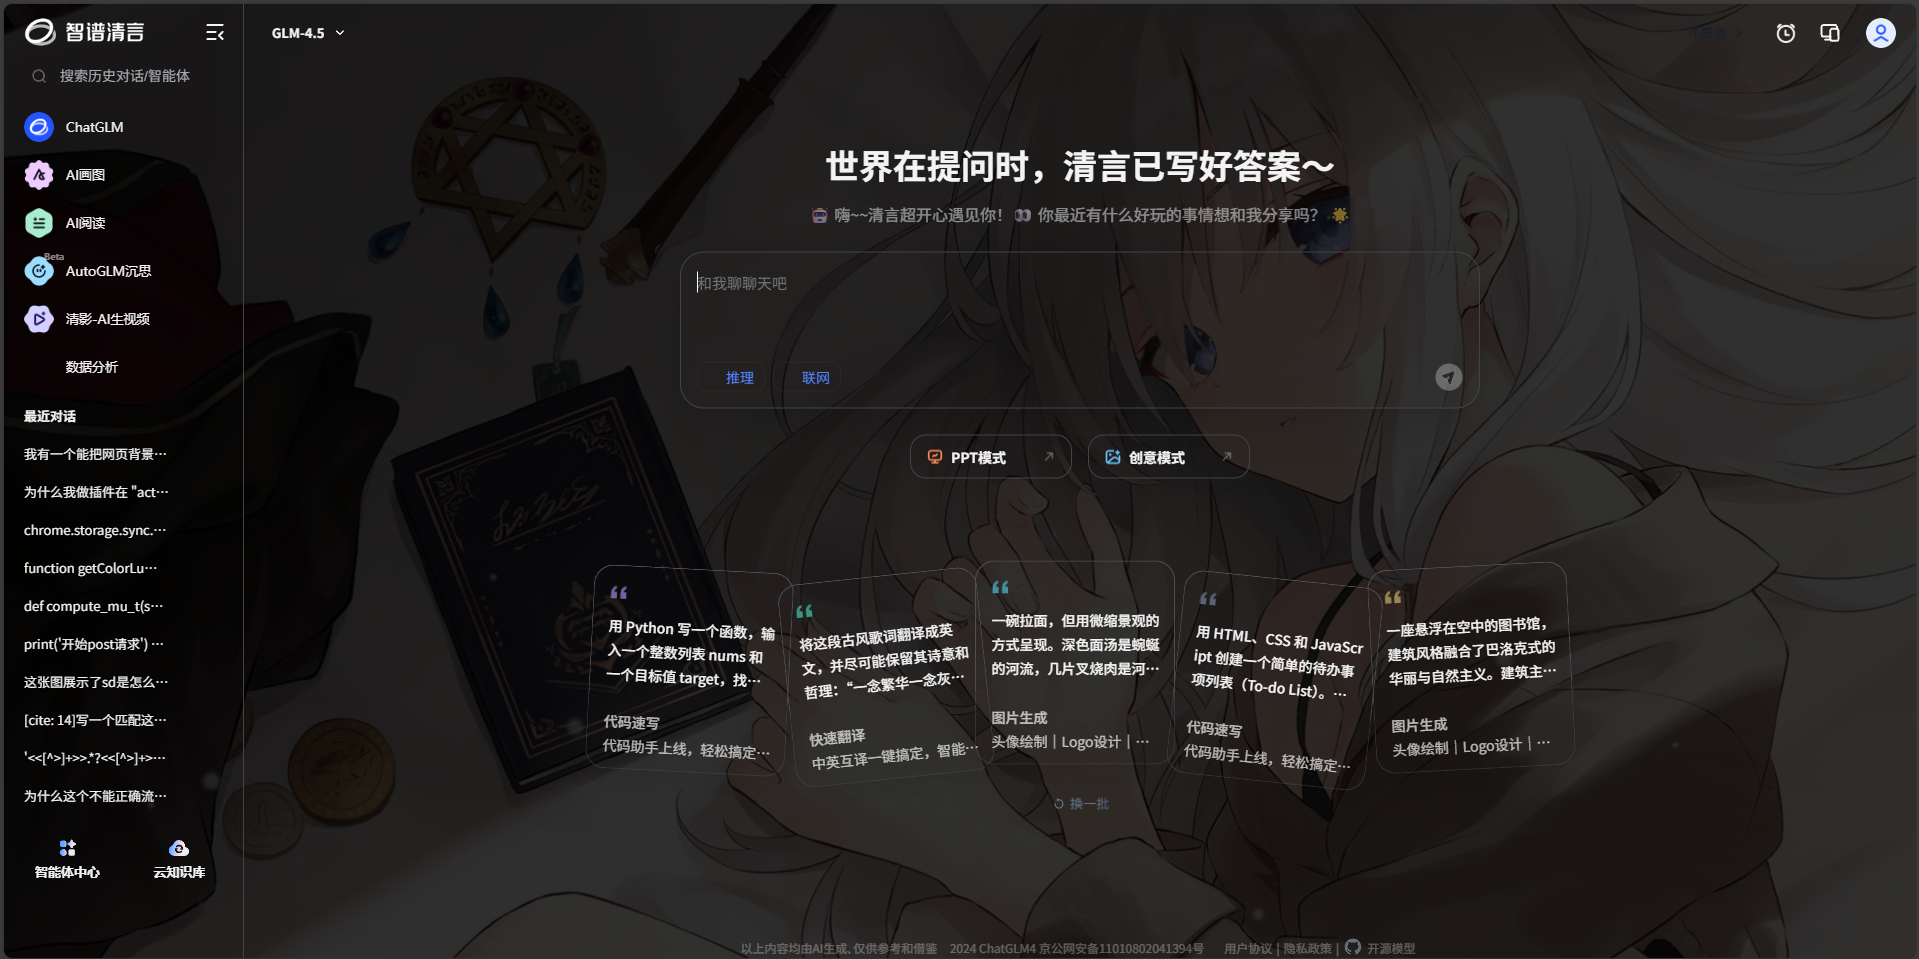 智谱清言
GLM-4.5
搜索历史对话/智能体
ChatGLM
AI画图
AI阅读
Beta
AutoGLM沉思
清影-AI生视频
数据分析
最近对话
我有一个能把网页背景…
为什么我做插件在 "act…
chrome.storage.sync.…
function getColorLu…
def compute_mu_t(s…
print('开始post请求') …
这张图展示了sd是怎么…
[cite: 14]写一个匹配这…
'<<[^>]+>>.*?<<[^>]+>…
为什么这个不能正确流…
智能体中心
云知识库
世界在提问时，清言已写好答案～
嗨~~清言超开心遇见你！ 你最近有什么好玩的事情想和我分享吗？
和我聊聊天吧
推理
联网
PPT模式
创意模式
用 Python 写一个函数，输
入一个整数列表 nums 和
一个目标值 target，找…
代码速写
代码助手上线，轻松搞定…
将这段古风歌词翻译成英
文，并尽可能保留其诗意和
哲理：“一念繁华一念灰…
快速翻译
中英互译一键搞定，智能…
一碗拉面，但用微缩景观的
方式呈现。深色面汤是蜿蜒
的河流，几片叉烧肉是河…
图片生成
头像绘制｜Logo设计｜…
用 HTML、CSS 和 JavaScr
ipt 创建一个简单的待办事
项列表（To-do List）。…
代码速写
代码助手上线，轻松搞定…
一座悬浮在空中的图书馆，
建筑风格融合了巴洛克式的
华丽与自然主义。建筑主…
图片生成
头像绘制｜Logo设计｜…
换一批
以上内容均由AI生成, 仅供参考和借鉴 2024 ChatGLM4 京公网安备11010802041394号 用户协议 | 隐私政策 | 开源模型